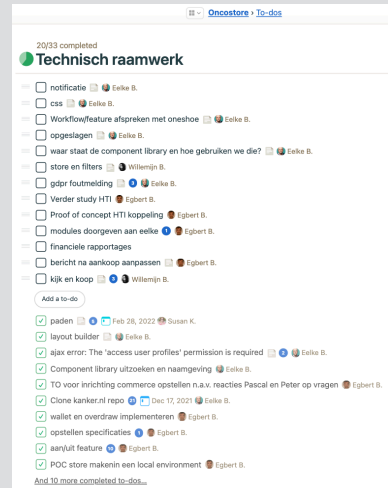 Oncostore › To-dos
20/33 completed
Technisch raamwerk
notificatie Eelke B.
css Eelke B.
Workflow/feature afspreken met oneshoe Eelke B.
opgeslagen Eelke B.
waar staat de component library en hoe gebruiken we die? Eelke B.
store en filters Willemijn B.
gdpr foutmelding 3 Eelke B.
Verder study HTI Egbert B.
Proof of concept HTI koppeling Egbert B.
modules doorgeven aan eelke 1 Egbert B.
financiele rapportages
bericht na aankoop aanpassen Egbert B.
kijk en koop 3 Willemijn B.
Add a to-do
paden Feb 28, 2022 Susan K.
layout builder Eelke B.
ajax error: The 'access user profiles' permission is required 2 Eelke B.
Component library uitzoeken en naamgeving Eelke B.
TO voor inrichting commerce opstellen n.a.v. reacties Pascal en Peter op vragen Egbert B.
Clone kanker.nl repo 21 Dec 17, 2021 Eelke B.
wallet en overdraw implementeren Egbert B.
opstellen specificaties 1 Egbert B.
aan/uit feature Egbert B.
POC store makenin een local environment Egbert B.
And 10 more completed to-dos...